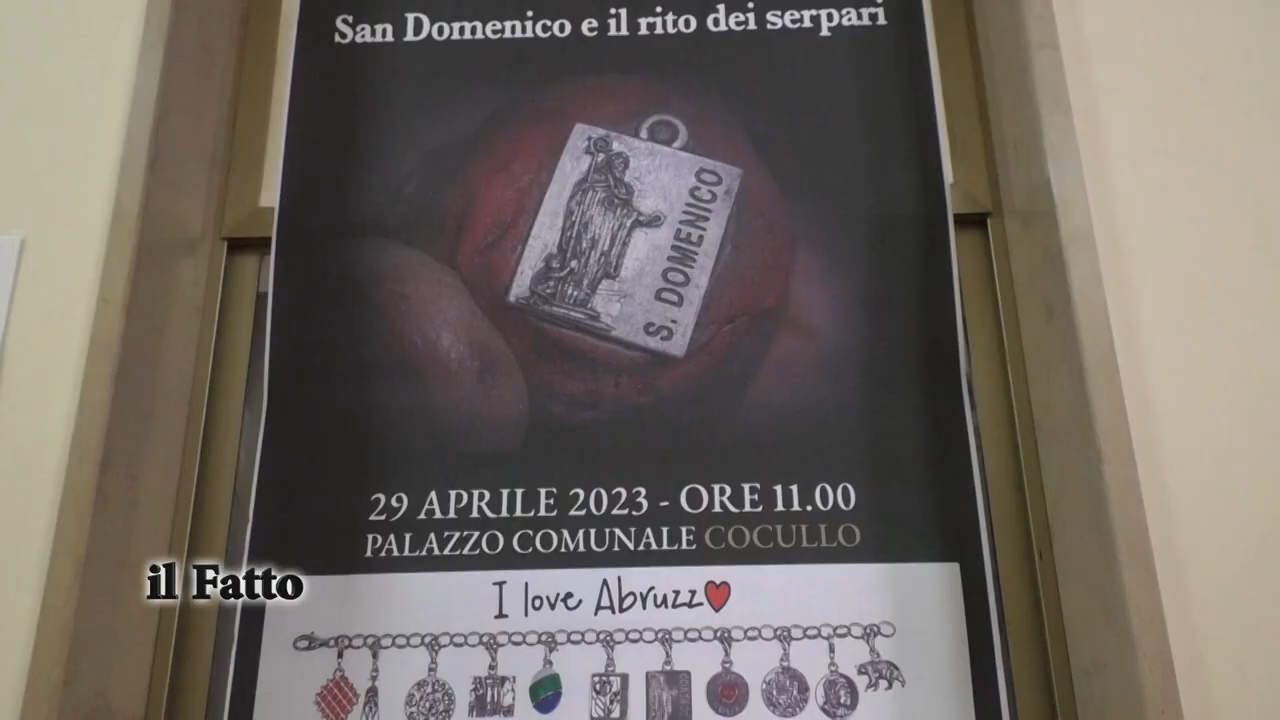 San Domenico e il rito dei serpari
S. DOMENICO
29 APRILE 2023 - ORE 11.00
PALAZZO COMUNALE COCULLO
il Fatto
I love Abruzz